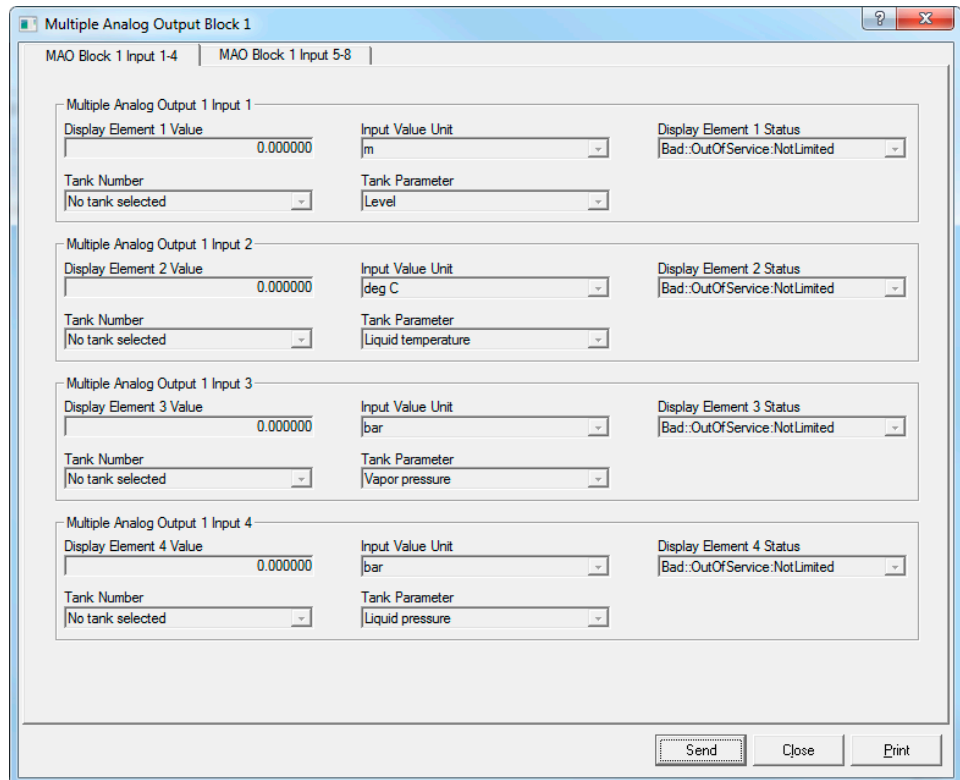 Multiple Analog Output Block 1
MAO Block 1 Input 1-4 MAO Block 1 Input 5-8
Multiple Analog Output 1 Input 1
Display Element 1 Value Input Value Unit Display Element 1 Status
0.000000 m Bad::OutOfService:NotLimited
Tank Number Tank Parameter
No tank selected Level
Multiple Analog Output 1 Input 2
Display Element 2 Value Input Value Unit Display Element 2 Status
0.000000 deg C Bad::OutOfService:NotLimited
Tank Number Tank Parameter
No tank selected Liquid temperature
Multiple Analog Output 1 Input 3
Display Element 3 Value Input Value Unit Display Element 3 Status
0.000000 bar Bad::OutOfService:NotLimited
Tank Number Tank Parameter
No tank selected Vapor pressure
Multiple Analog Output 1 Input 4
Display Element 4 Value Input Value Unit Display Element 4 Status
0.000000 bar Bad::OutOfService:NotLimited
Tank Number Tank Parameter
No tank selected Liquid pressure
Send Close Print